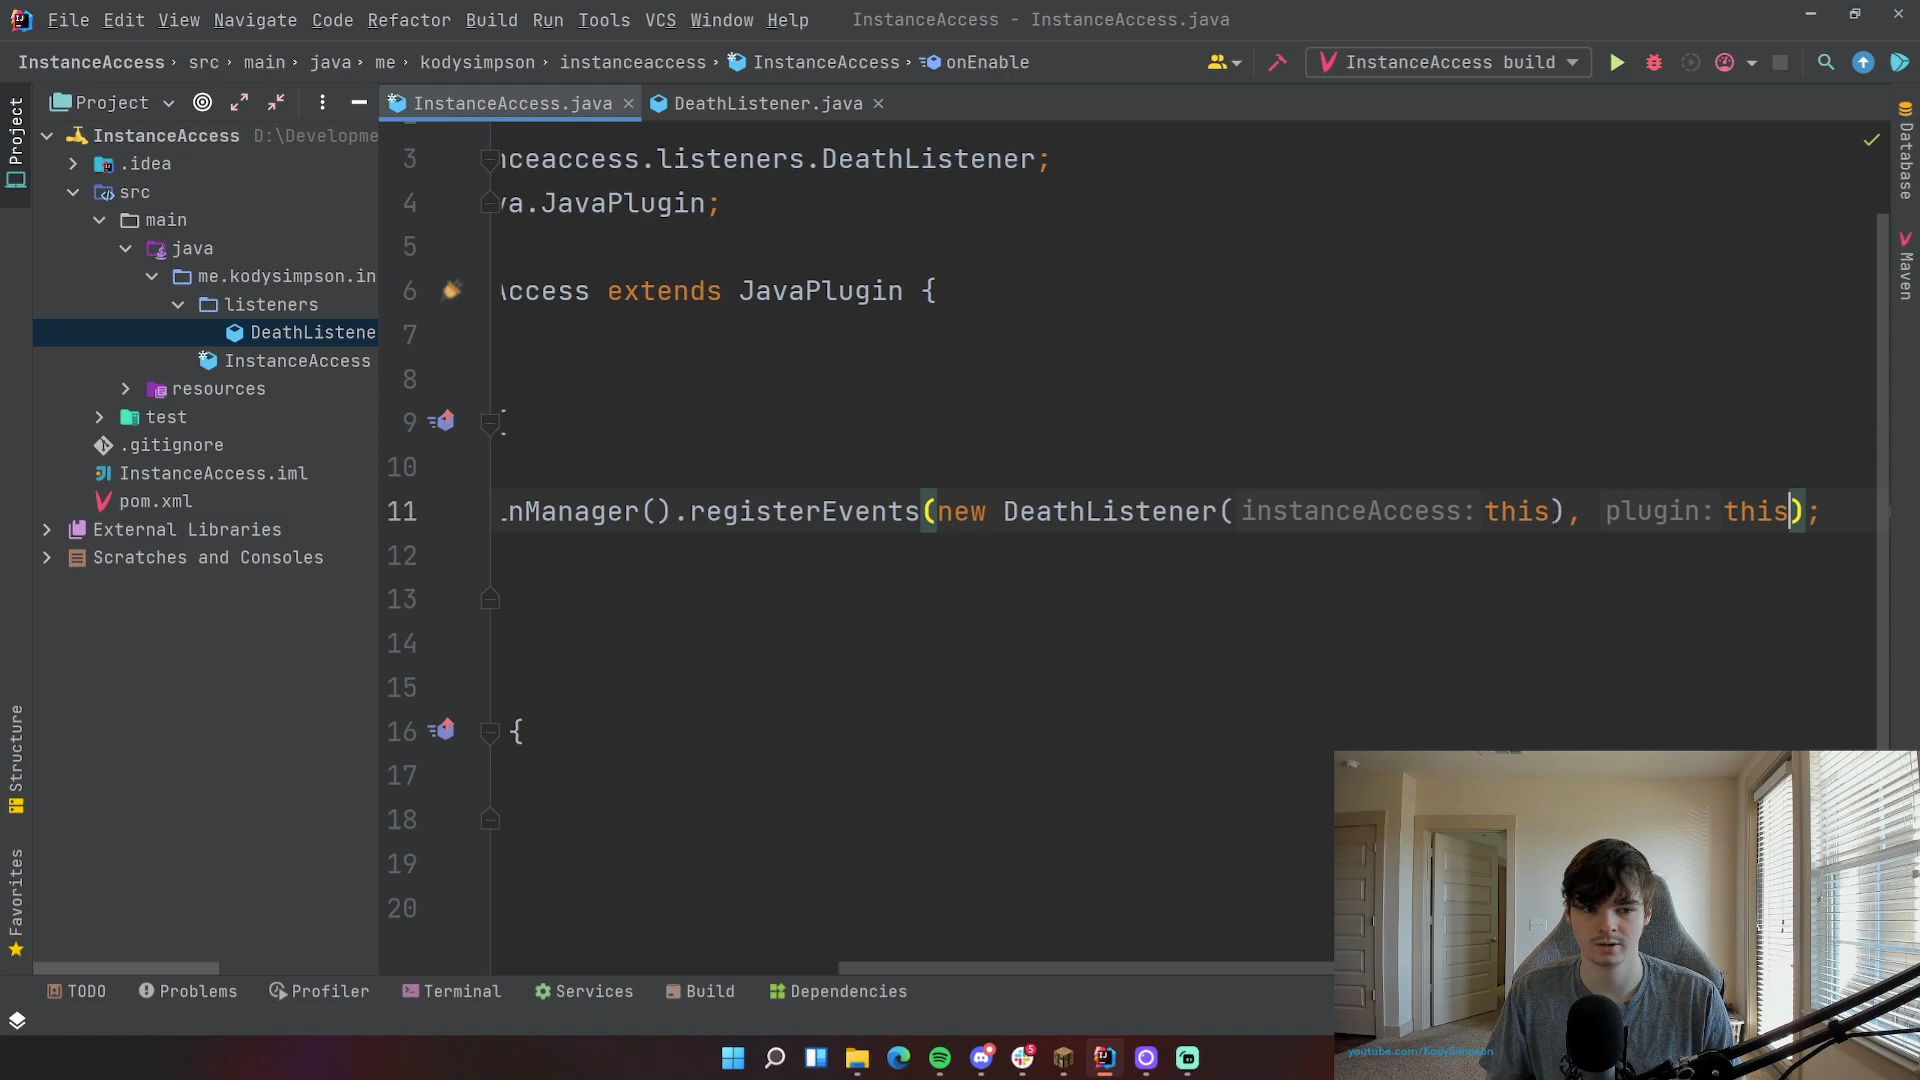 File Edit View Navigate Code Refactor Build Run Tools VCS Window Help InstanceAccess - InstanceAccess.java
InstanceAccess › src › main › java › me › kodysimpson › instanceaccess › InstanceAccess › onEnable
InstanceAccess build
Project
Project
InstanceAccess.java
DeathListener.java
InstanceAccess D:\Developme
.idea
src
main
java
me.kodysimpson.in
listeners
DeathListene
InstanceAccess
resources
test
.gitignore
InstanceAccess.iml
pom.xml
External Libraries
Scratches and Consoles
3 nceaccess.listeners.DeathListener;
4 va.JavaPlugin;
5
6 Access extends JavaPlugin {
7
8
9 {
10
11 inManager().registerEvents(new DeathListener( instanceAccess: this), plugin: this);
12
13
14
15
16 {
17
18
19
20
Database
Maven
Structure
Favorites
TODO Problems Profiler Terminal Services Build Dependencies
5
youtube.com/KodySimpson